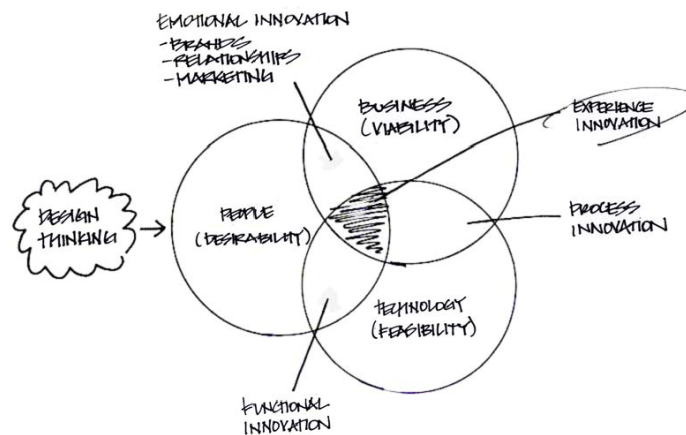 EMOTIONAL INNOVATION
-BRANDS
-RELATIONSHIPS
-MARKETING
BUSINESS
(VIABILITY)
EXPERIENCE
INNOVATION
DESIGN
THINKING
PEOPLE
(DESIRABILITY)
PROCESS
INNOVATION
TECHNOLOGY
(FEASIBILITY)
FUNCTIONAL
INNOVATION